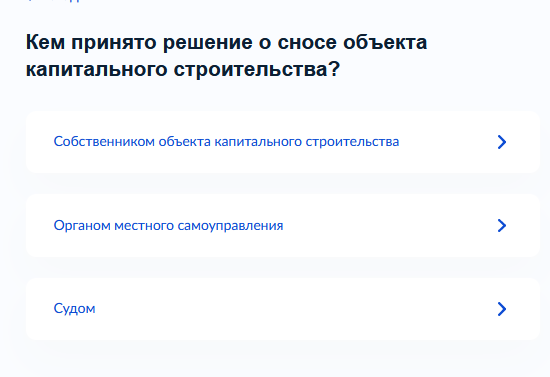 Кем принято решение о сносе объекта
капитального строительства?
Собственником объекта капитального строительства
Органом местного самоуправления
Судом